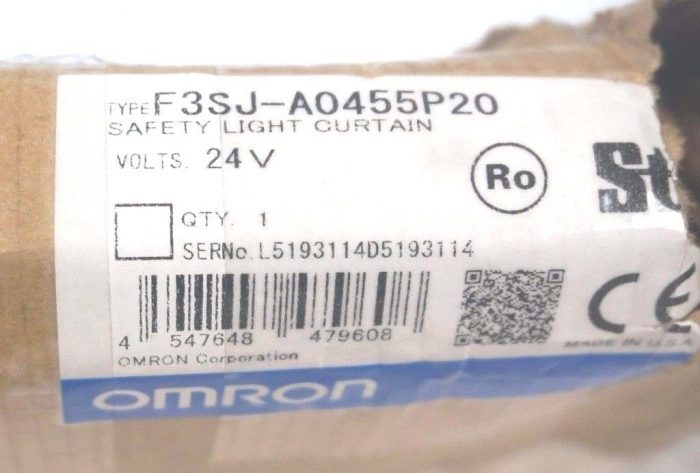 TYPE F3SJ-A0455P20
SAFETY LIGHT CURTAIN
VOLTS. 24V
Ro
St
QTY. 1
SERNo. L5193114D5193114
4 547648 479608
CE
MADE IN U.S.A
OMRON Corporation
OMRON